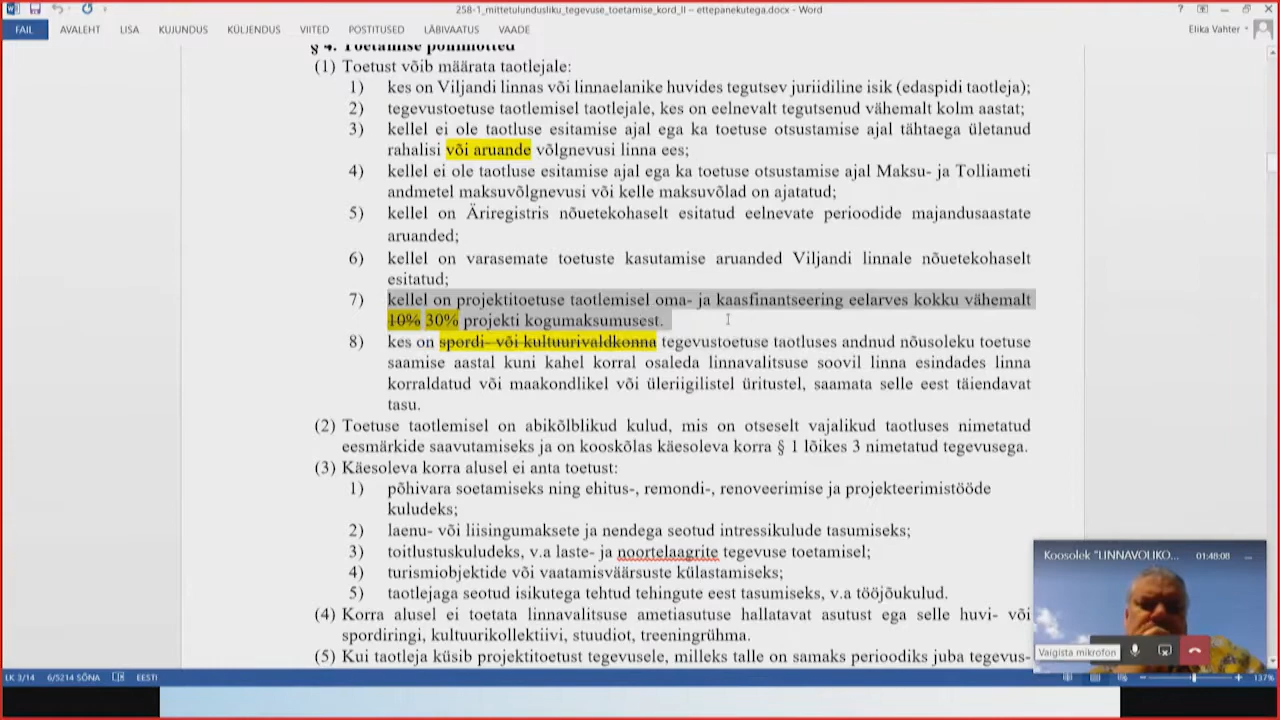 258-1_mittetulundusliku_tegevuse_toetamise_kord_II – ettepanekutega.docx - Word
FAIL AVALEHT LISA KUJUNDUS KÜLJENDUS VIITED POSTITUSED LÄBIVAATUS VAADE Elika Vahter
§ 4. Toetamise põhimõtted
(1) Toetust võib määrata taotlejale:
1) kes on Viljandi linnas või linnaelanike huvides tegutsev juriidiline isik (edaspidi taotleja);
2) tegevustoetuse taotlemisel taotlejale, kes on eelnevalt tegutsenud vähemalt kolm aastat;
3) kellel ei ole taotluse esitamise ajal ega ka toetuse otsustamise ajal tähtaega ületanud
rahalisi või aruande võlgnevusi linna ees;
4) kellel ei ole taotluse esitamise ajal ega ka toetuse otsustamise ajal Maksu- ja Tolliameti
andmetel maksuvõlgnevusi või kelle maksuvõlad on ajatatud;
5) kellel on Äriregistris nõuetekohaselt esitatud eelnevate perioodide majandusaastate
aruanded;
6) kellel on varasemate toetuste kasutamise aruanded Viljandi linnale nõuetekohaselt
esitatud;
7) kellel on projektitoetuse taotlemisel oma- ja kaasfinantseering eelarves kokku vähemalt
10% 30% projekti kogumaksumusest.
8) kes on spordi- või kultuurivaldkonna tegevustoetuse taotluses andnud nõusoleku toetuse
saamise aastal kuni kahel korral osaleda linnavalitsuse soovil linna esindades linna
korraldatud või maakondlikel või üleriigilistel üritustel, saamata selle eest täiendavat
tasu.
(2) Toetuse taotlemisel on abikõlblikud kulud, mis on otseselt vajalikud taotluses nimetatud
eesmärkide saavutamiseks ja on kooskõlas käesoleva korra § 1 lõikes 3 nimetatud tegevusega.
(3) Käesoleva korra alusel ei anta toetust:
1) põhivara soetamiseks ning ehitus-, remondi-, renoveerimise ja projekteerimistööde
kuludeks;
2) laenu- või liisingumaksete ja nendega seotud intressikulude tasumiseks;
3) toitlustuskuludeks, v.a laste- ja noortelaagrite tegevuse toetamisel;
4) turismiobjektide või vaatamisväärsuste külastamiseks;
5) taotlejaga seotud isikutega tehtud tehingute eest tasumiseks, v.a tööjõukulud.
(4) Korra alusel ei toetata linnavalitsuse ametiasutuse hallatavat asutust ega selle huvi- või
spordiringi, kultuurikollektiivi, stuudiot, treeningrühma.
(5) Kui taotleja küsib projektitoetust tegevusele, milleks talle on samaks perioodiks juba tegevus-
Koosolek "LINNAVOLIKO... 01:48:08
Vaigista mikrofon
LK 3/14 6/5214 SÕNA EESTI 137%